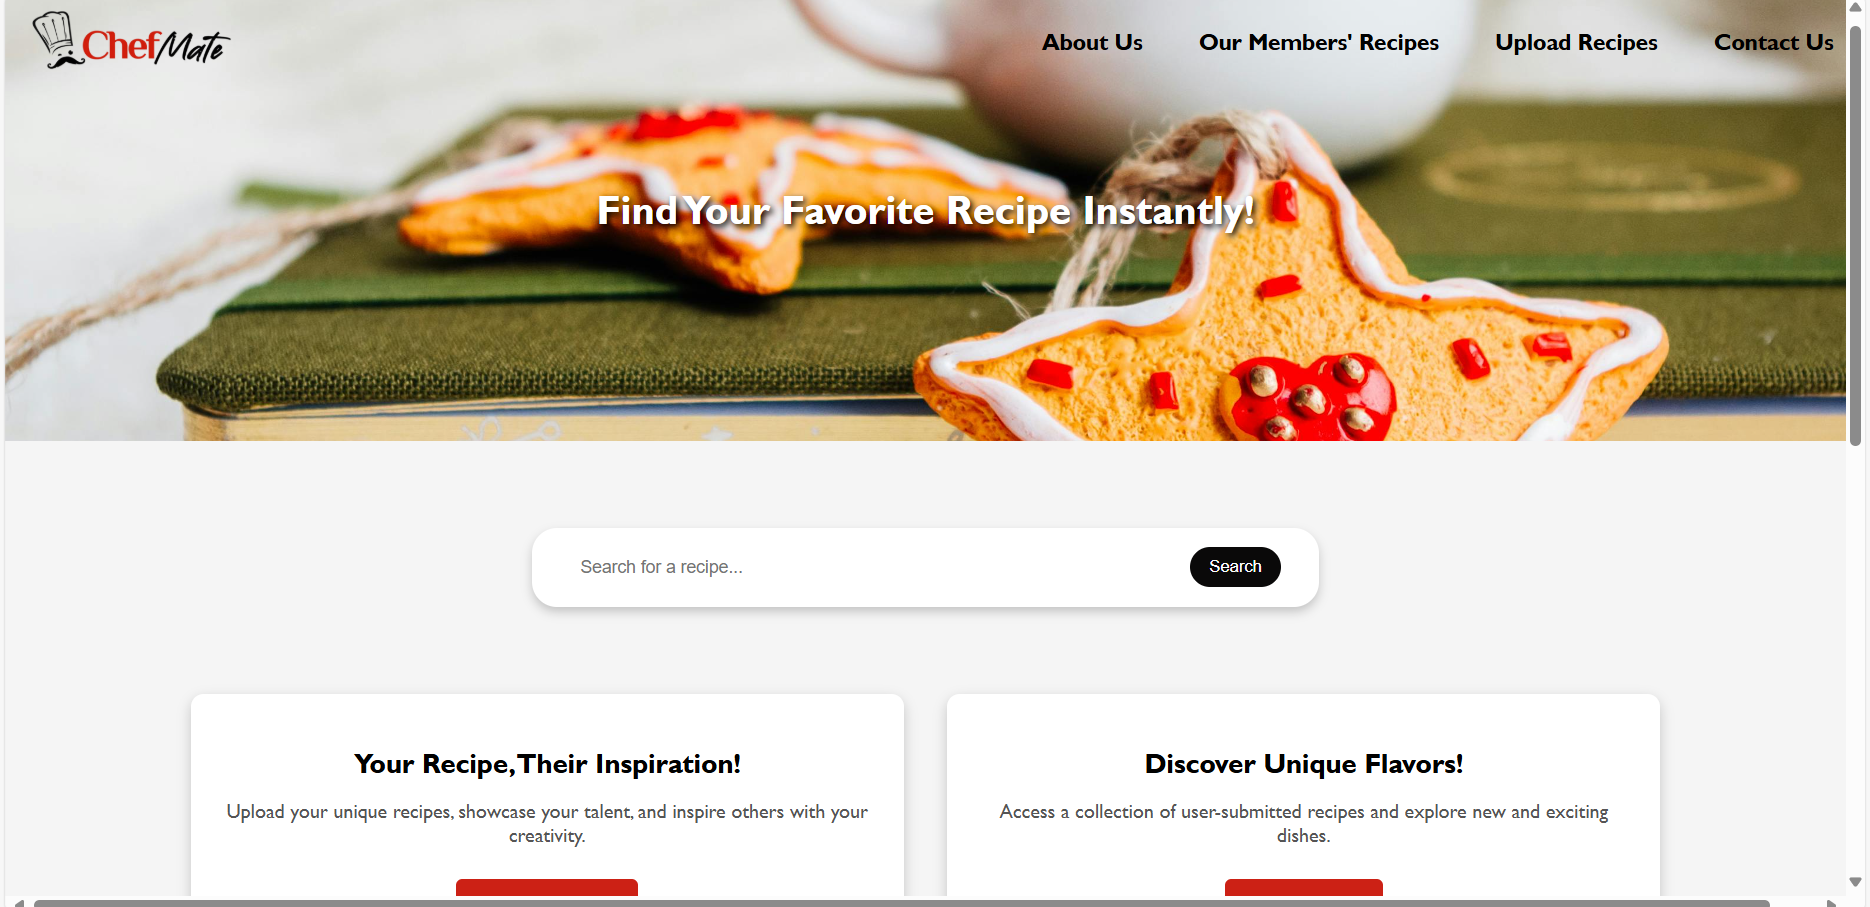 ChefMate
About Us
Our Members' Recipes
Upload Recipes
Contact Us
Find Your Favorite Recipe Instantly!
Search for a recipe...
Search
Your Recipe, Their Inspiration!
Upload your unique recipes, showcase your talent, and inspire others with your
creativity.
Discover Unique Flavors!
Access a collection of user-submitted recipes and explore new and exciting
dishes.